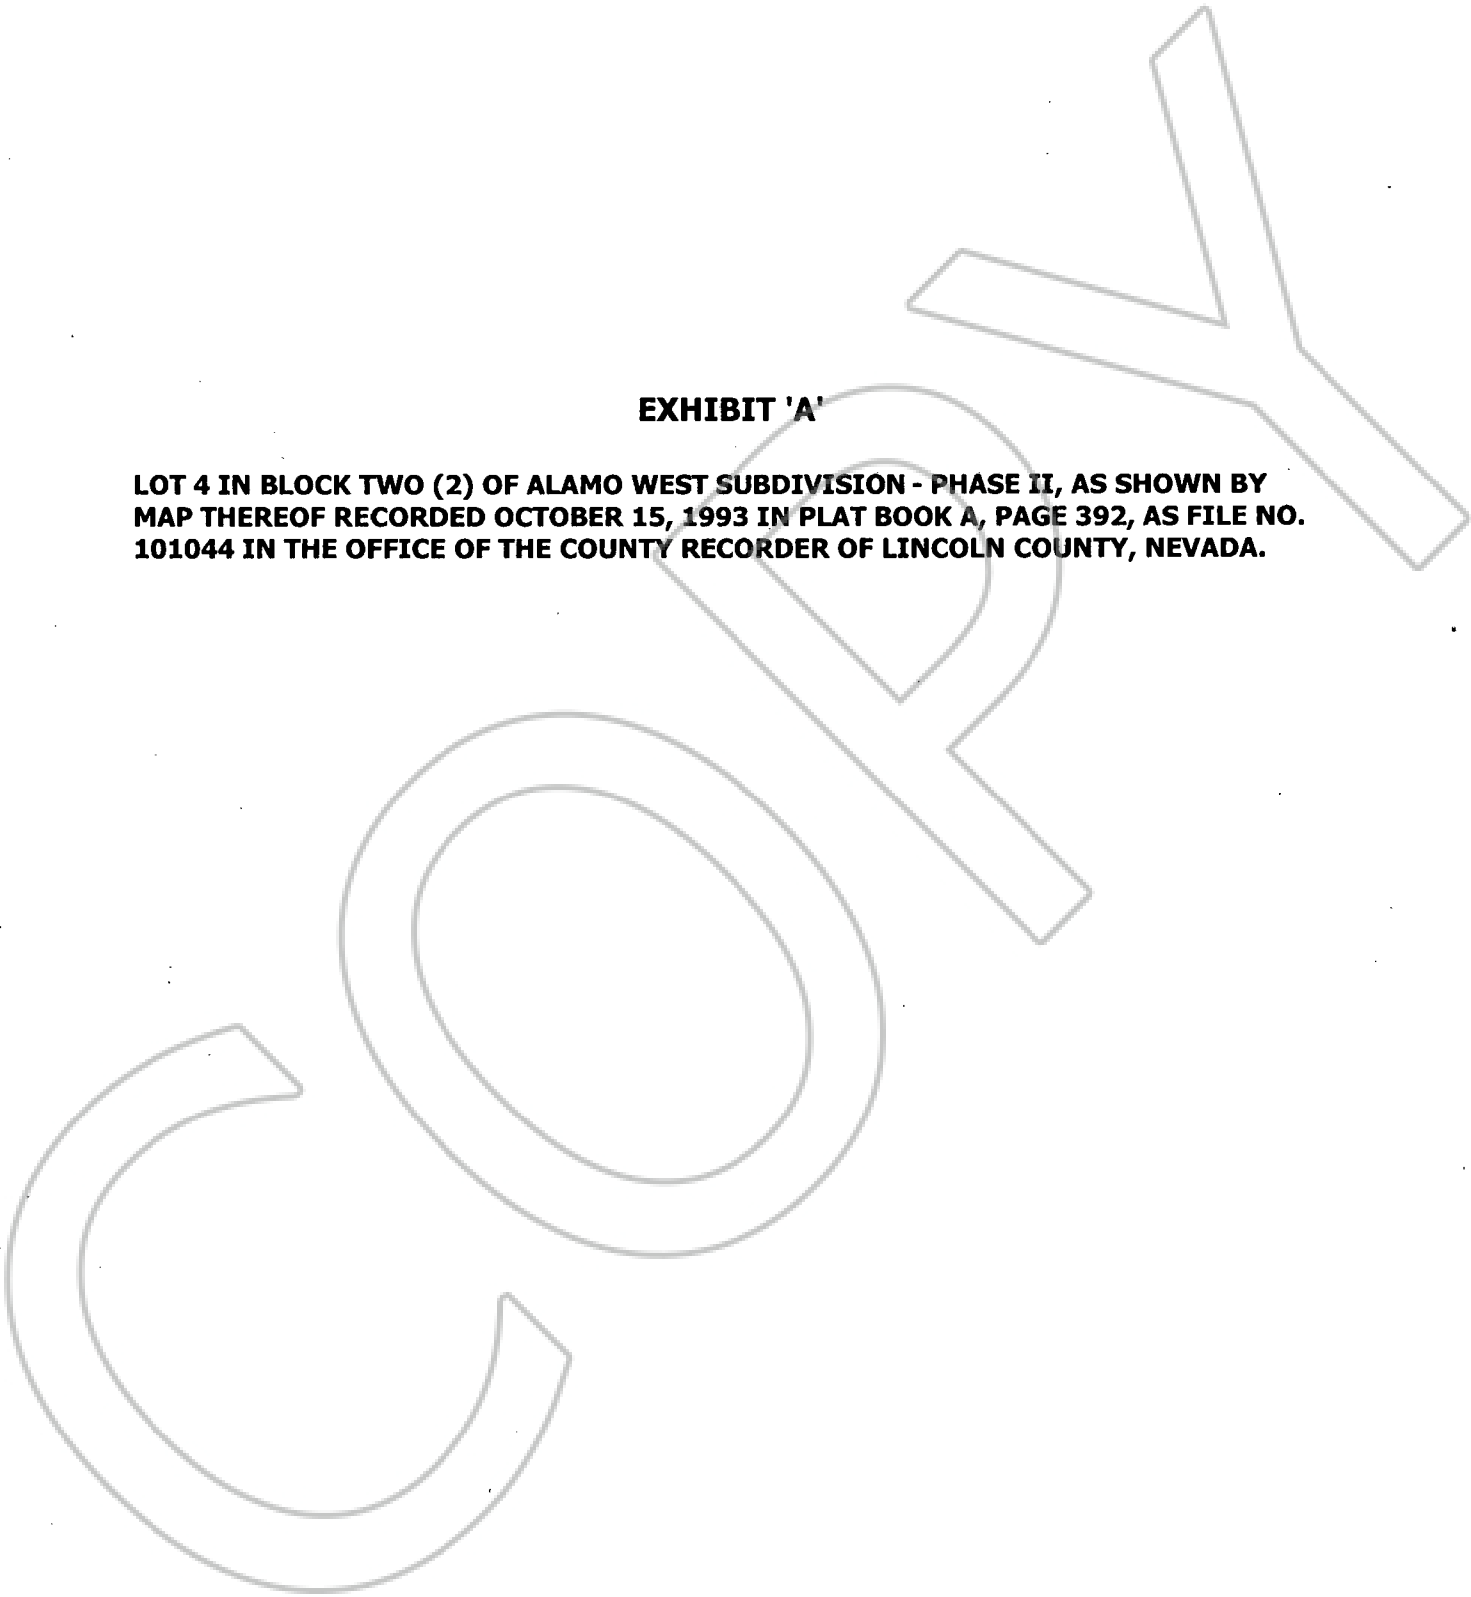 EXHIBIT 'A'
LOT 4 IN BLOCK TWO (2) OF ALAMO WEST SUBDIVISION - PHASE II, AS SHOWN BY
MAP THEREOF RECORDED OCTOBER 15, 1993 IN PLAT BOOK A, PAGE 392, AS FILE NO.
101044 IN THE OFFICE OF THE COUNTY RECORDER OF LINCOLN COUNTY, NEVADA.
COPY